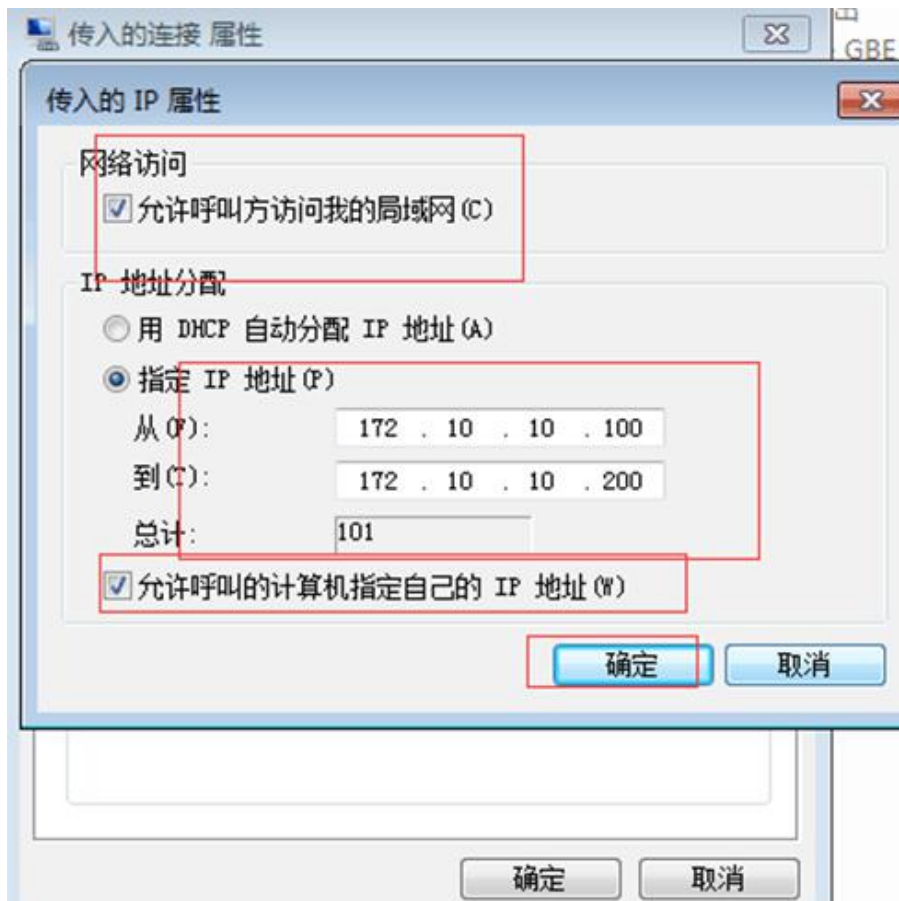 传入的连接 属性
GBE
传入的 IP 属性
网络访问
允许呼叫方访问我的局域网(C)
IP 地址分配
用 DHCP 自动分配 IP 地址(A)
指定 IP 地址(P)
从(F): 172 . 10 . 10 . 100
到(T): 172 . 10 . 10 . 200
总计: 101
允许呼叫的计算机指定自己的 IP 地址(W)
确定 取消
确定 取消